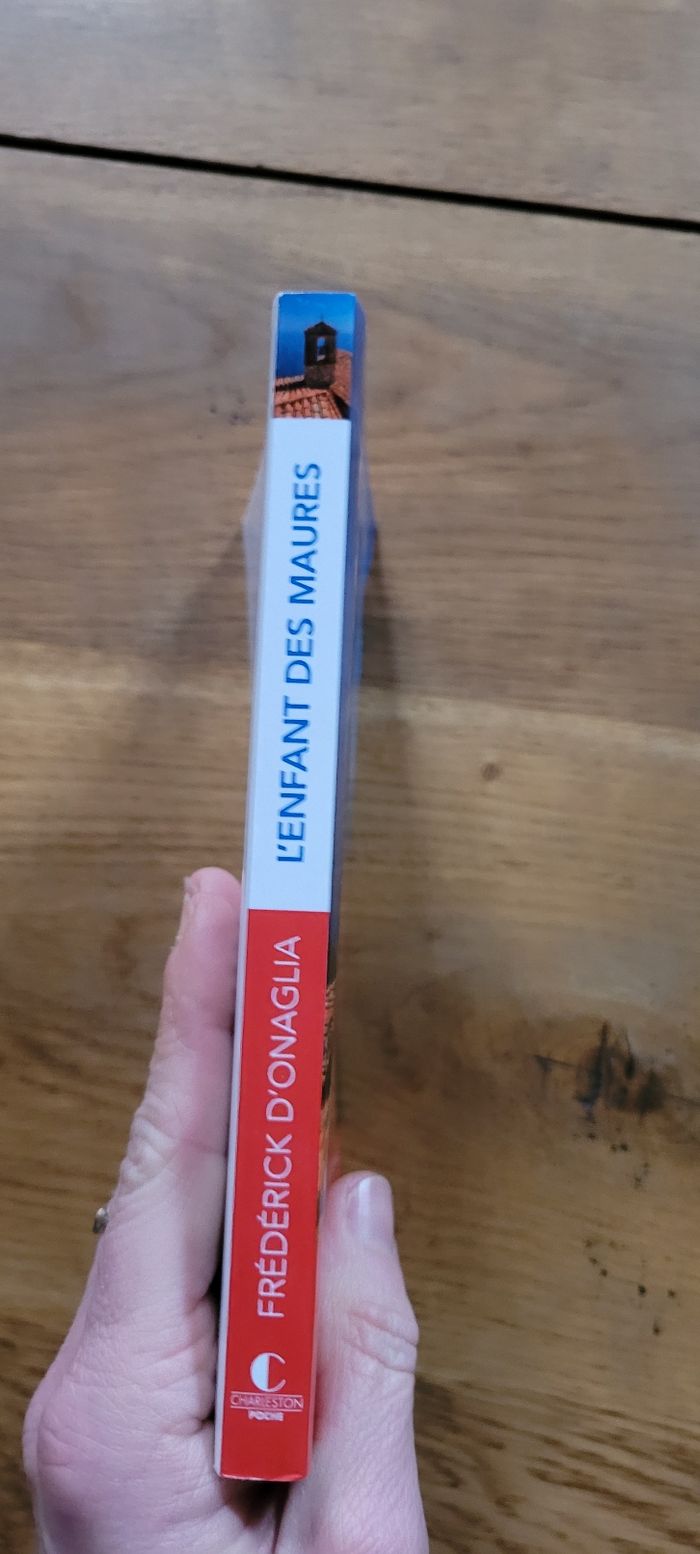 L'ENFANT DES MAURES
FRÉDÉRICK D'ONAGLIA
CHARLESTON
POCHE